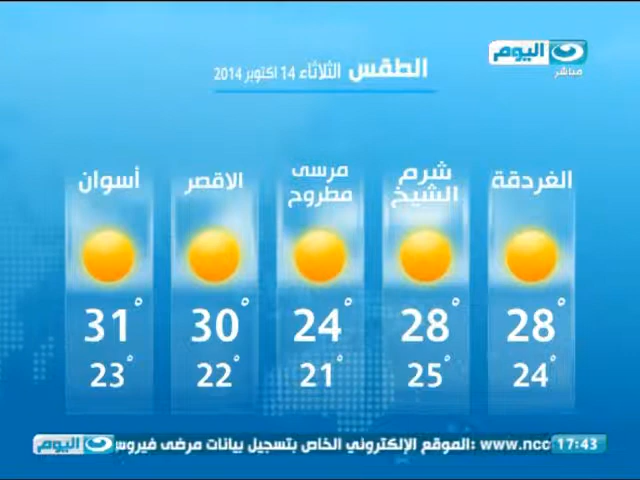 اليوم
مباشر
الطقس الثلاثاء 14 اكتوبر 2014
الغردقة
شرم الشيخ
مرسى مطروح
الاقصر
أسوان
28° 28° 24° 30° 31°
24° 25° 21° 22° 23°
17:43 www.ncc :الموقع الإلكتروني الخاص بتسجيل بيانات مرضى فيروس اليوم